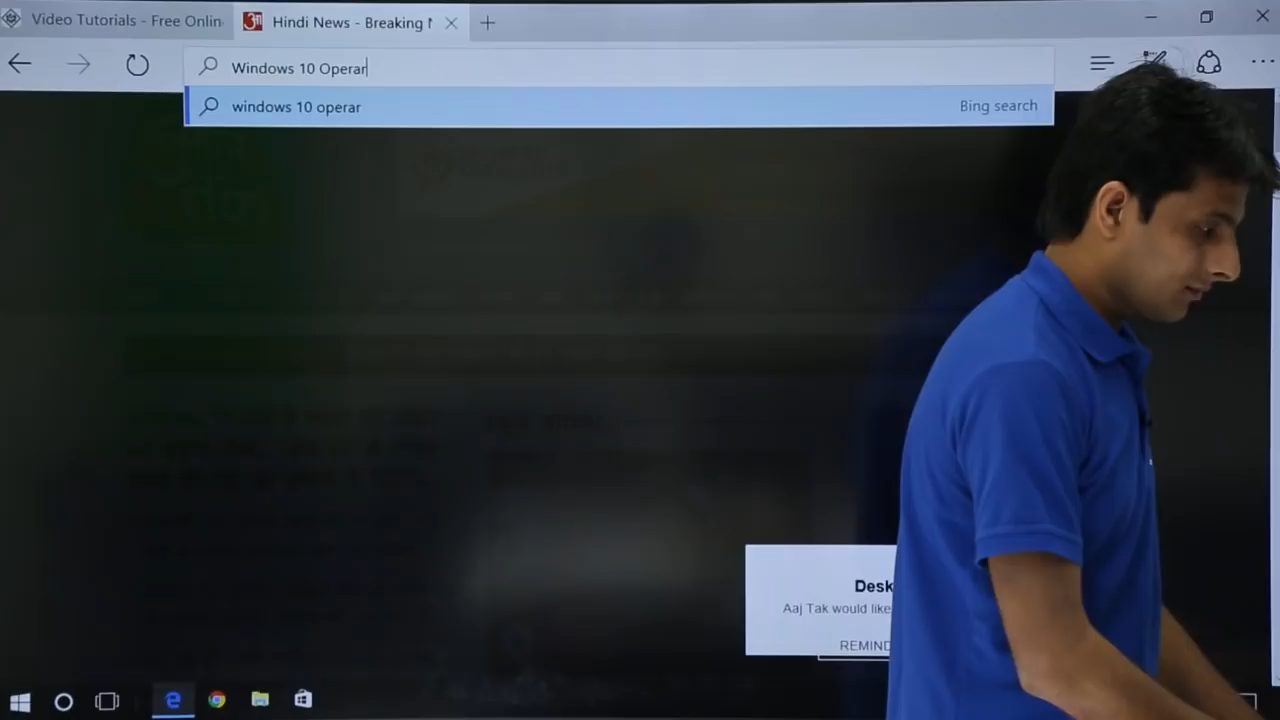 Video Tutorials - Free Onlin
Hindi News - Breaking N
Windows 10 Operar
windows 10 operar
Bing search
Desk
Aaj Tak would like
REMIND